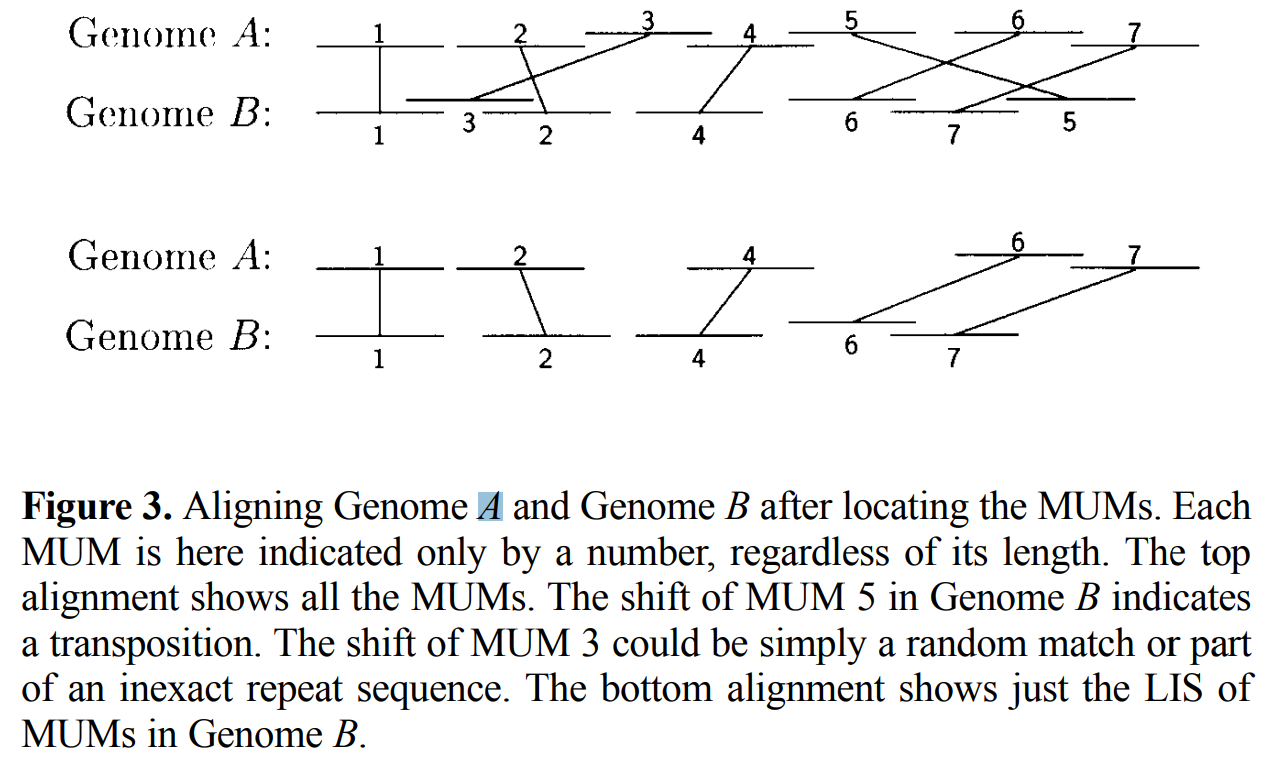 Genome A: 1 2 3 4 5 6 7
Genome B: 1 3 2 4 6 7 5
Genome A: 1 2 4 6 7
Genome B: 1 2 4 6 7
Figure 3. Aligning Genome A and Genome B after locating the MUMs. Each
MUM is here indicated only by a number, regardless of its length. The top
alignment shows all the MUMs. The shift of MUM 5 in Genome B indicates
a transposition. The shift of MUM 3 could be simply a random match or part
of an inexact repeat sequence. The bottom alignment shows just the LIS of
MUMs in Genome B.